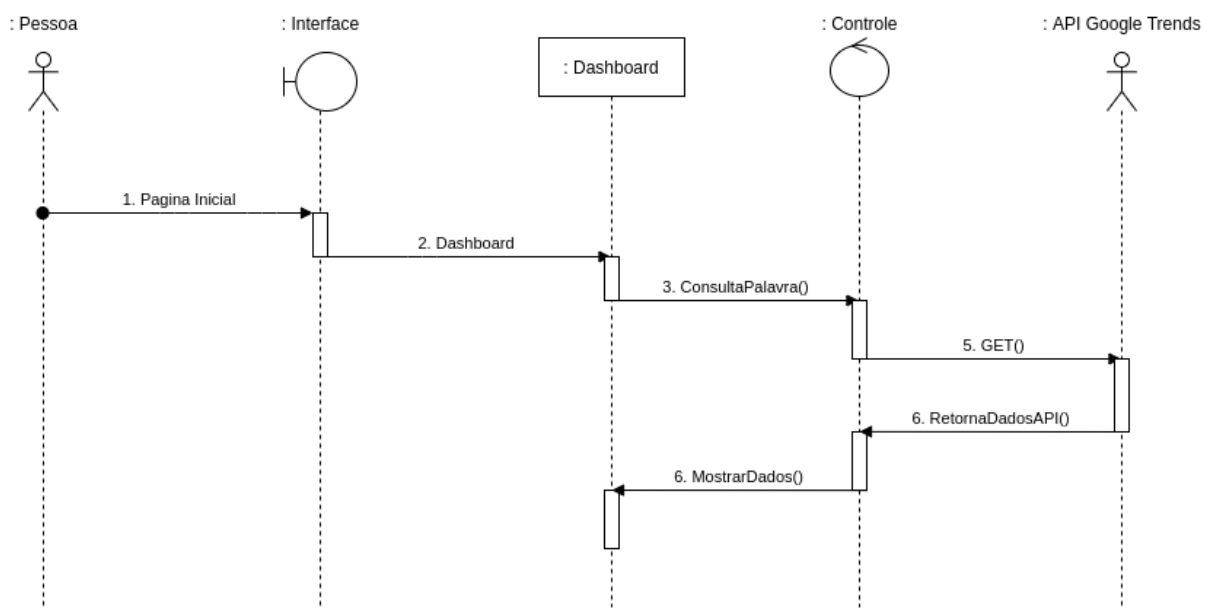 : Pessoa
: Interface
: Dashboard
: Controle
: API Google Trends
1. Pagina Inicial
2. Dashboard
3. ConsultaPalavra()
5. GET()
6. RetornaDadosAPI()
6. MostrarDados()